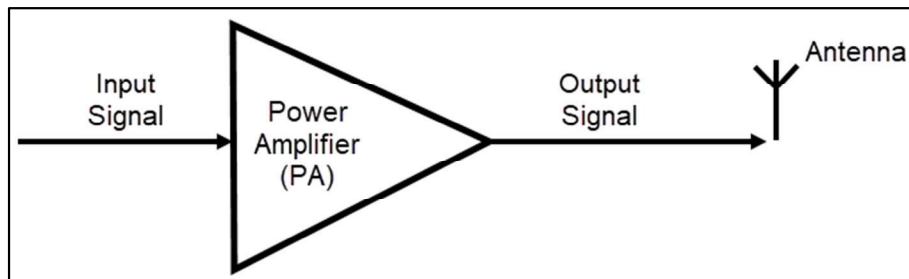 Input
Signal
Power
Amplifier
(PA)
Output
Signal
Antenna